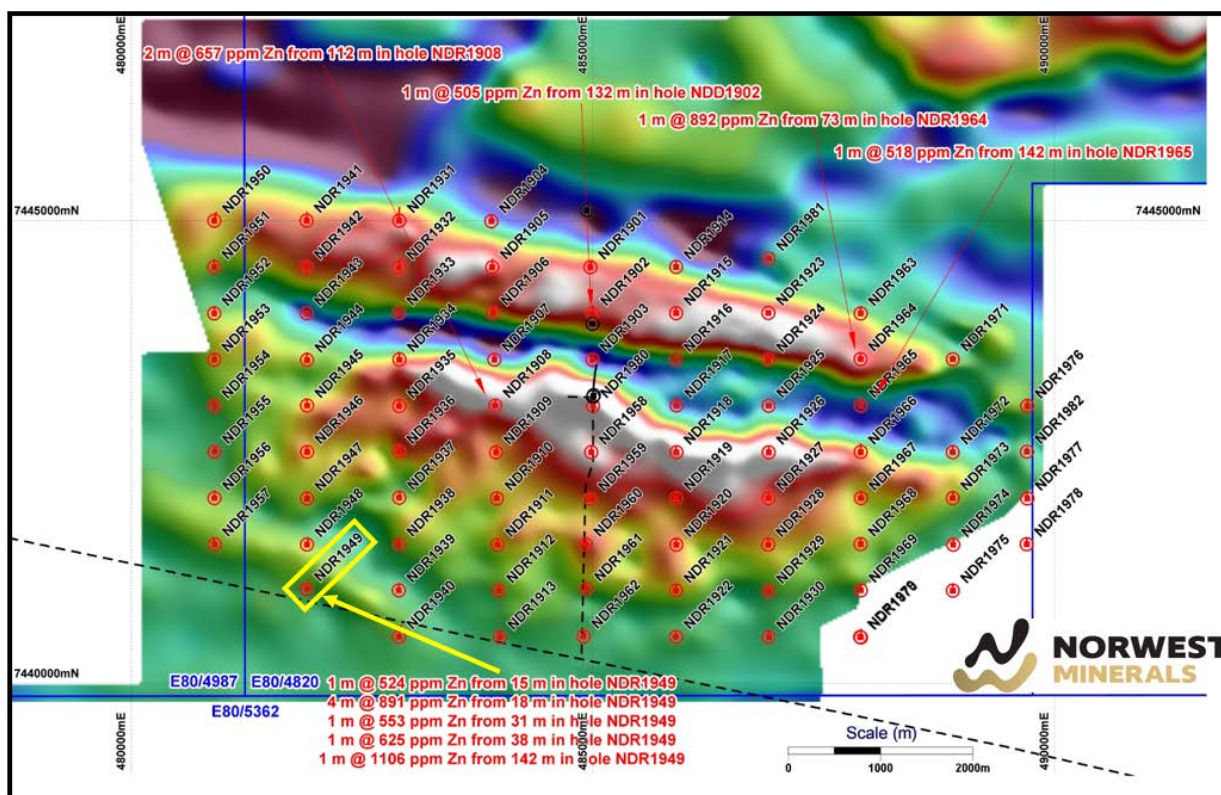 480000mE
485000mE
490000mE
2 m @ 657 ppm Zn from 112 m in hole NDR1908
1 m @ 505 ppm Zn from 132 m in hole NDD1902
1 m @ 892 ppm Zn from 73 m in hole NDR1964
1 m @ 518 ppm Zn from 142 m in hole NDR1965
7445000mN
7445000mN
NDR1950
NDR1941
NDR1931
NDR1904
NDR1951
NDR1942
NDR1932
NDR1905
NDR1901
NDR1914
NDR1981
NDR1952
NDR1943
NDR1933
NDR1906
NDR1902
NDR1915
NDR1923
NDR1963
NDR1953
NDR1944
NDR1934
NDR1907
NDR1903
NDR1916
NDR1924
NDR1964
NDR1971
NDR1954
NDR1945
NDR1935
NDR1908
NDR1980
NDR1917
NDR1925
NDR1965
NDR1976
NDR1955
NDR1946
NDR1936
NDR1909
NDR1958
NDR1918
NDR1926
NDR1966
NDR1972
NDR1982
NDR1956
NDR1947
NDR1937
NDR1910
NDR1959
NDR1919
NDR1927
NDR1967
NDR1973
NDR1977
NDR1957
NDR1948
NDR1938
NDR1911
NDR1960
NDR1920
NDR1928
NDR1968
NDR1974
NDR1978
NDR1949
NDR1939
NDR1912
NDR1961
NDR1921
NDR1929
NDR1969
NDR1975
NDR1940
NDR1913
NDR1962
NDR1922
NDR1930
7440000mN
E80/4987
E80/4820
E80/5362
1 m @ 524 ppm Zn from 15 m in hole NDR1949
4 m @ 891 ppm Zn from 18 m in hole NDR1949
1 m @ 553 ppm Zn from 31 m in hole NDR1949
1 m @ 625 ppm Zn from 38 m in hole NDR1949
1 m @ 1106 ppm Zn from 142 m in hole NDR1949
NORWEST
MINERALS
Scale (m)
0 1000 2000m
480000mE
485000mE
490000mE